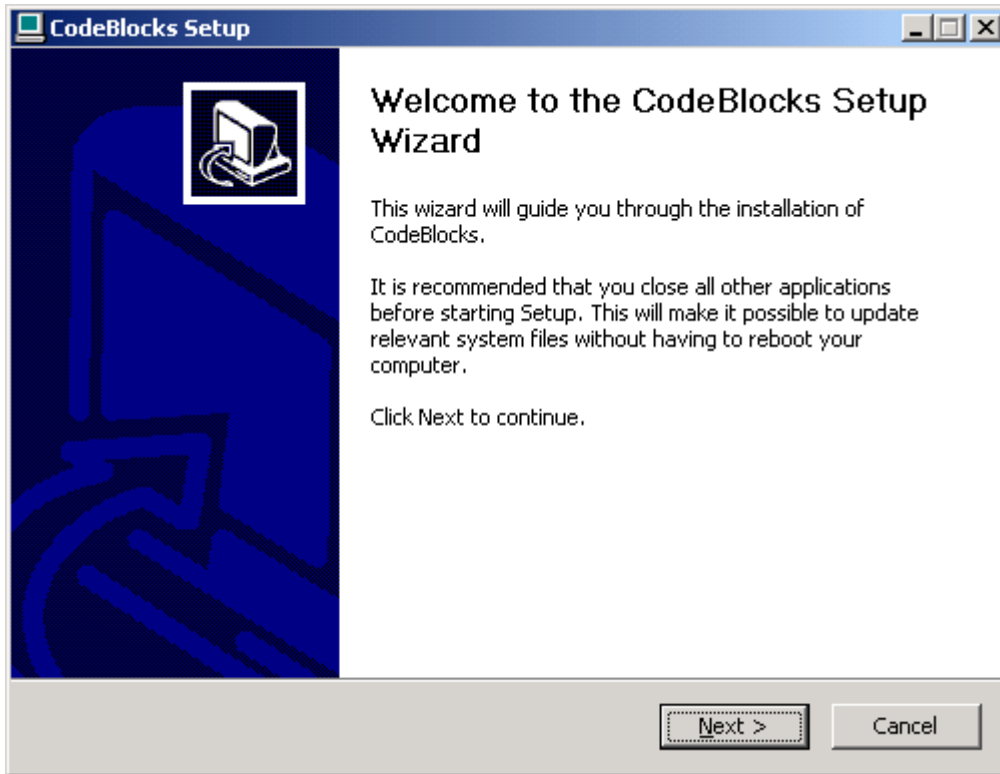 CodeBlocks Setup
Welcome to the CodeBlocks Setup
Wizard
This wizard will guide you through the installation of
CodeBlocks.
It is recommended that you close all other applications
before starting Setup. This will make it possible to update
relevant system files without having to reboot your
computer.
Click Next to continue.
Next >
Cancel